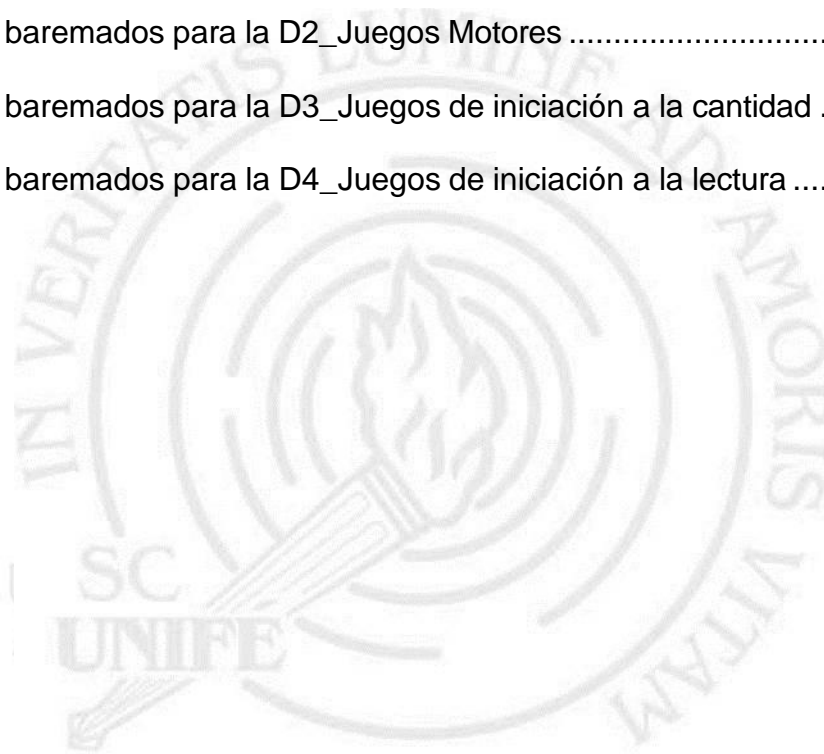 baremados para la D2_Juegos Motores ............................
baremados para la D3_Juegos de iniciación a la cantidad .
baremados para la D4_Juegos de iniciación a la lectura ....
IN VERITATIS LUMINE AD AMORIS VITAM
SC
UNIFE